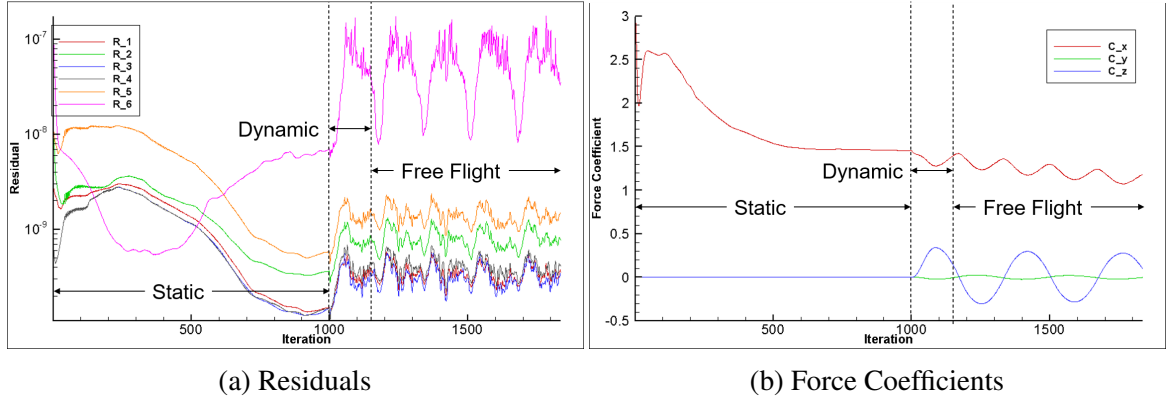 10^-7
10^-8
10^-9
Residual
R_1
R_2
R_3
R_4
R_5
R_6
Dynamic
Free Flight
Static
500
1000
1500
Iteration
(a) Residuals
3
2.5
2
1.5
1
0.5
0
-0.5
Force Coefficient
C_x
C_y
C_z
Dynamic
Static
Free Flight
500
1000
1500
Iteration
(b) Force Coefficients